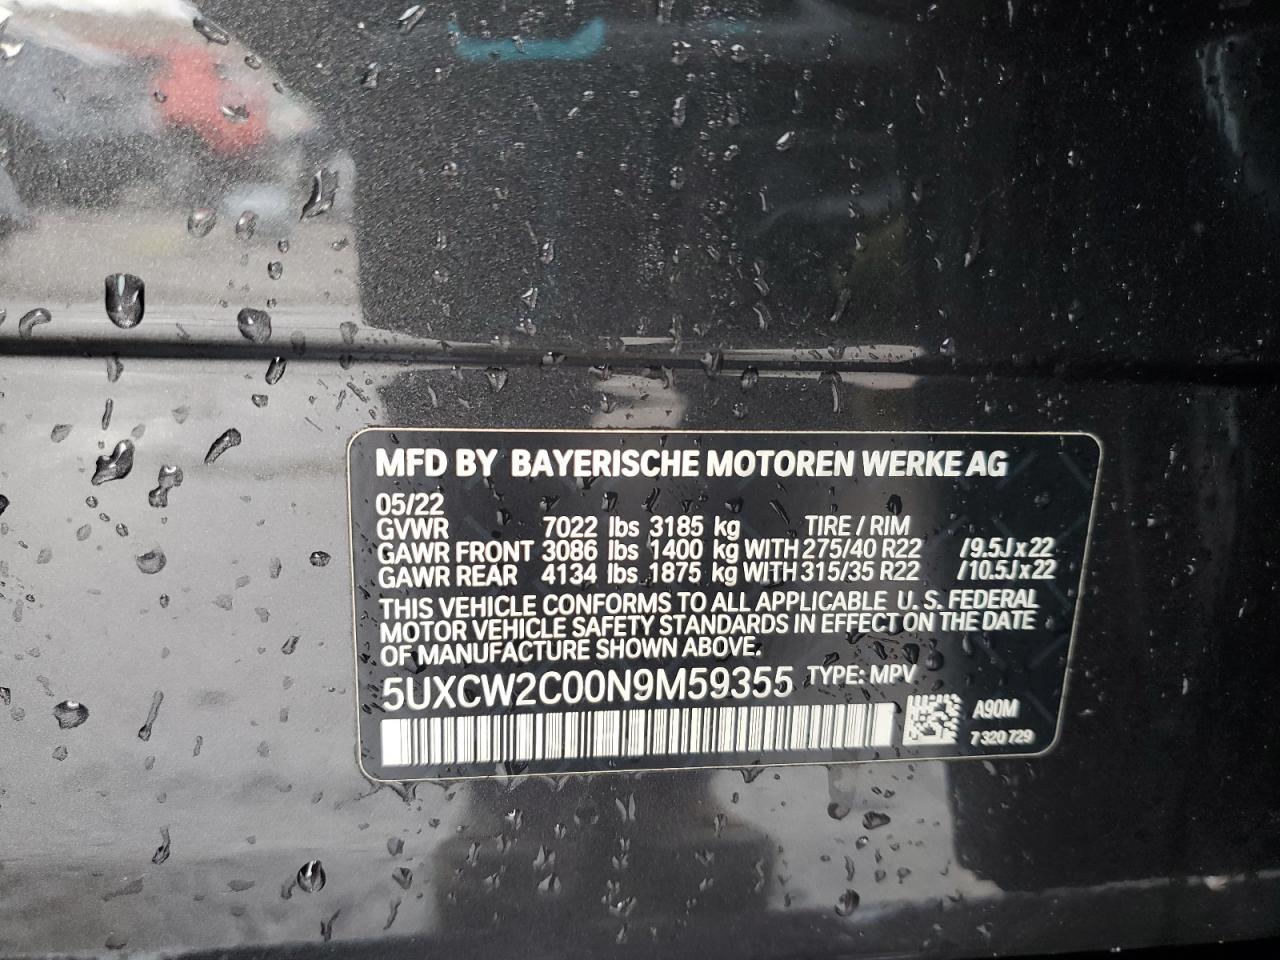 MFD BY BAYERISCHE MOTOREN WERKE AG
05/22
GVWR 7022 lbs 3185 kg TIRE / RIM
GAWR FRONT 3086 lbs 1400 kg WITH 275/40 R22 /9.5J x 22
GAWR REAR 4134 lbs 1875 kg WITH 315/35 R22 /10.5J x 22
THIS VEHICLE CONFORMS TO ALL APPLICABLE U. S. FEDERAL
MOTOR VEHICLE SAFETY STANDARDS IN EFFECT ON THE DATE
OF MANUFACTURE SHOWN ABOVE.
5UXCW2C00N9M59355 TYPE: MPV
A90M
7 320 729